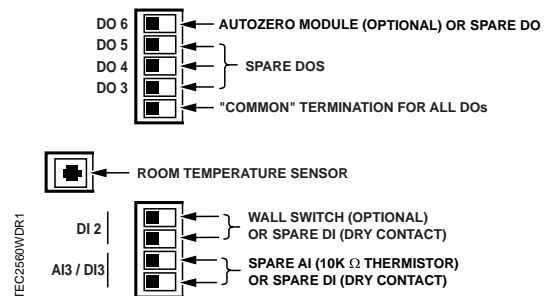 DO 6 AUTOZERO MODULE (OPTIONAL) OR SPARE DO
DO 5
DO 4 SPARE DOS
DO 3
"COMMON" TERMINATION FOR ALL DOs
ROOM TEMPERATURE SENSOR
DI 2 WALL SWITCH (OPTIONAL)
OR SPARE DI (DRY CONTACT)
AI3 / DI3 SPARE AI (10K Ω THERMISTOR)
OR SPARE DI (DRY CONTACT)
TEC2560WDR1